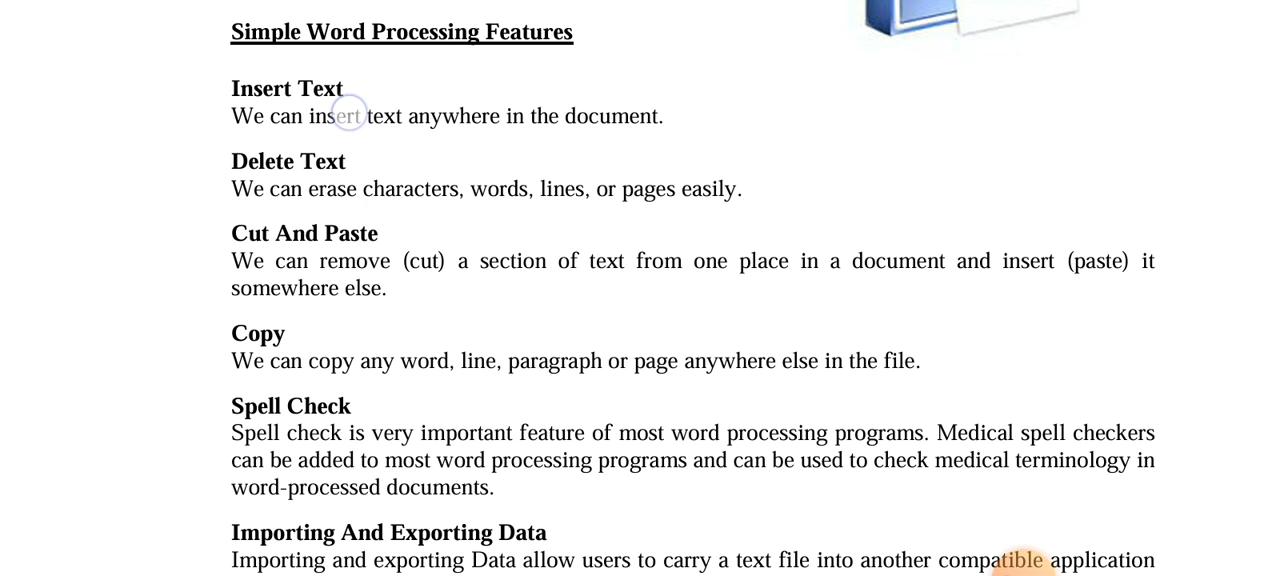 Simple Word Processing Features
Insert Text
We can insert text anywhere in the document.
Delete Text
We can erase characters, words, lines, or pages easily.
Cut And Paste
We can remove (cut) a section of text from one place in a document and insert (paste) it
somewhere else.
Copy
We can copy any word, line, paragraph or page anywhere else in the file.
Spell Check
Spell check is very important feature of most word processing programs. Medical spell checkers
can be added to most word processing programs and can be used to check medical terminology in
word-processed documents.
Importing And Exporting Data
Importing and exporting Data allow users to carry a text file into another compatible application